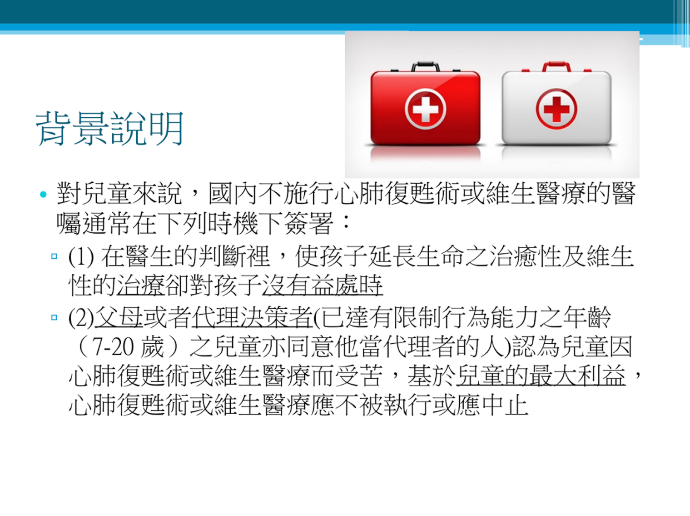 背景說明
• 對兒童來說，國內不施行心肺復甦術或維生醫療的醫
囑通常在下列時機下簽署：
▫ (1) 在醫生的判斷裡，使孩子延長生命之治癒性及維生
性的治療卻對孩子沒有益處時
▫ (2)父母或者代理決策者(已達有限制行為能力之年齡
（7-20 歲）之兒童亦同意他當代理者的人)認為兒童因
心肺復甦術或維生醫療而受苦，基於兒童的最大利益，
心肺復甦術或維生醫療應不被執行或應中止